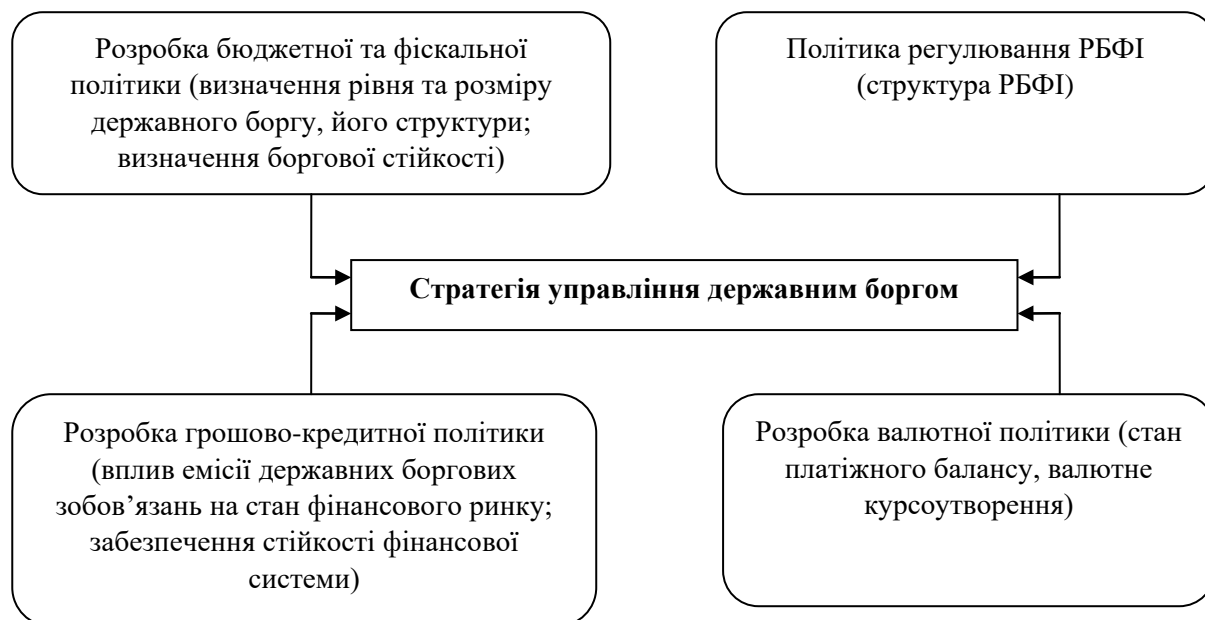 Розробка бюджетної та фіскальної
політики (визначення рівня та розміру
державного боргу, його структури;
визначення боргової стійкості)
Політика регулювання РБФІ
(структура РБФІ)
Стратегія управління державним боргом
Розробка грошово-кредитної політики
(вплив емісії державних боргових
зобов’язань на стан фінансового ринку;
забезпечення стійкості фінансової
системи)
Розробка валютної політики (стан
платіжного балансу, валютне
курсоутворення)